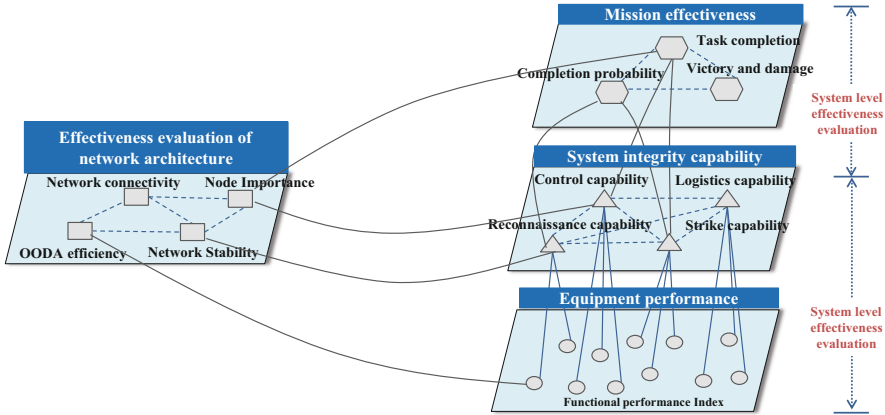 Mission effectiveness
Task completion
Completion probability
Victory and damage
System level
effectiveness
evaluation
Effectiveness evaluation of
network architecture
Network connectivity
Node Importance
OODA efficiency
Network Stability
System integrity capability
Control capability
Logistics capability
Reconnaissance capability
Strike capability
Equipment performance
Functional performance Index
System level
effectiveness
evaluation